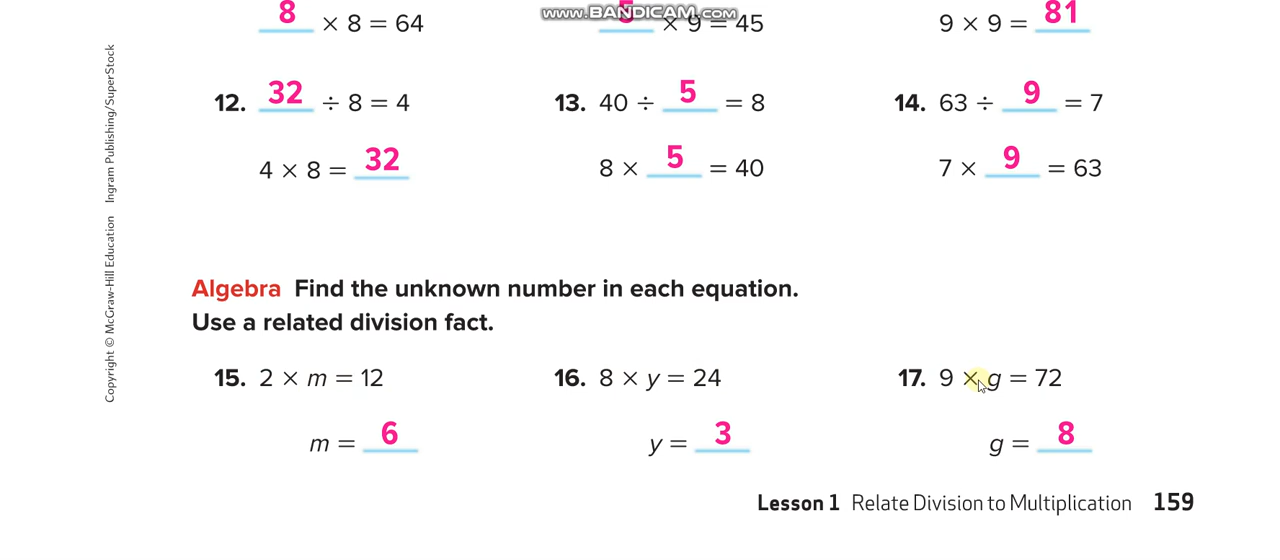 www.BANDICAM.com
8 × 8 = 64
5 × 9 = 45
9 × 9 = 81
12. 32 ÷ 8 = 4
13. 40 ÷ 5 = 8
14. 63 ÷ 9 = 7
4 × 8 = 32
8 × 5 = 40
7 × 9 = 63
Algebra Find the unknown number in each equation.
Use a related division fact.
15. 2 × m = 12
16. 8 × y = 24
17. 9 × g = 72
m = 6
y = 3
g = 8
Lesson 1 Relate Division to Multiplication 159
Copyright © McGraw-Hill Education Ingram Publishing/SuperStock